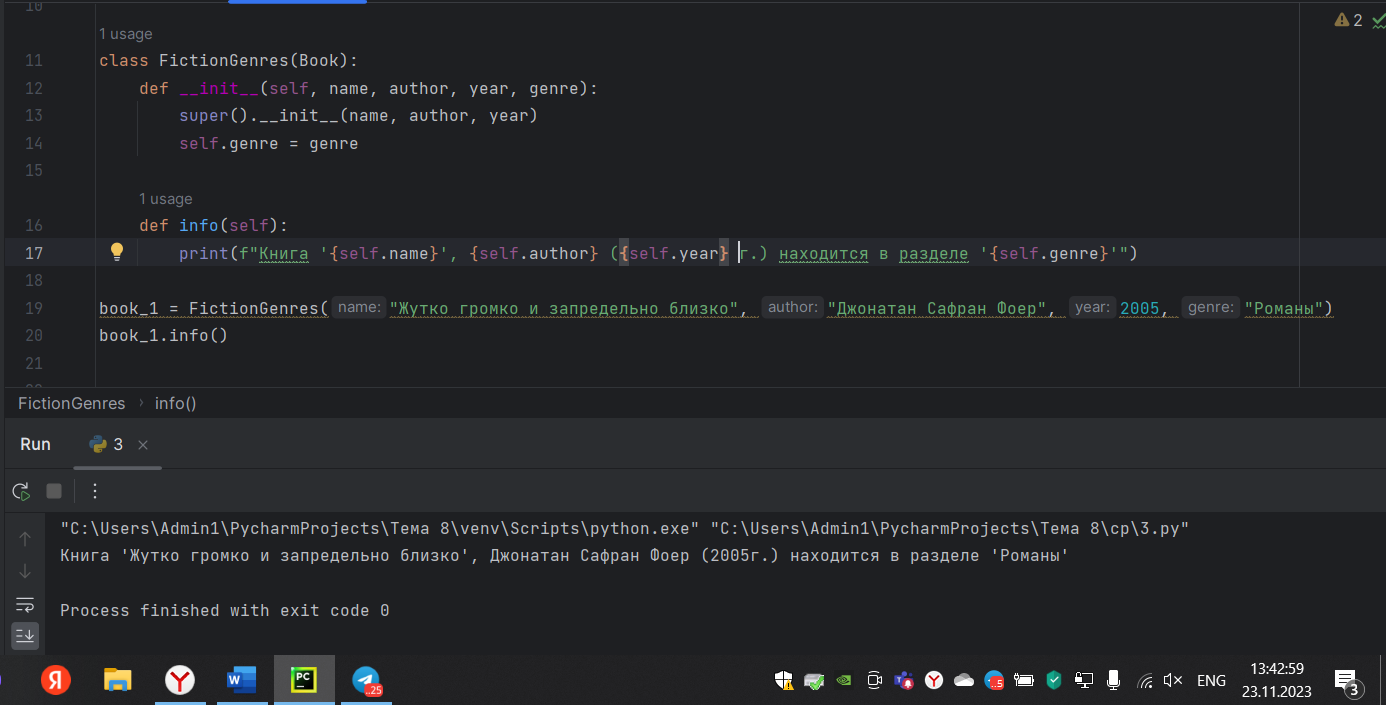 10
⚠ 2
1 usage
11 class FictionGenres(Book):
12 def __init__(self, name, author, year, genre):
13 super().__init__(name, author, year)
14 self.genre = genre
15
1 usage
16 def info(self):
17 print(f"Книга '{self.name}', {self.author} ({self.year} г.) находится в разделе '{self.genre}'")
18
19 book_1 = FictionGenres( name: "Жутко громко и запредельно близко", author: "Джонатан Сафран Фоер", year: 2005, genre: "Романы")
20 book_1.info()
21
FictionGenres › info()
Run 3 ×
"C:\Users\Admin1\PycharmProjects\Тема 8\venv\Scripts\python.exe" "C:\Users\Admin1\PycharmProjects\Тема 8\ср\3.py"
Книга 'Жутко громко и запредельно близко', Джонатан Сафран Фоер (2005г.) находится в разделе 'Романы'
Process finished with exit code 0
Я Y W PC .25 Y .5 ENG 13:42:59
23.11.2023 3